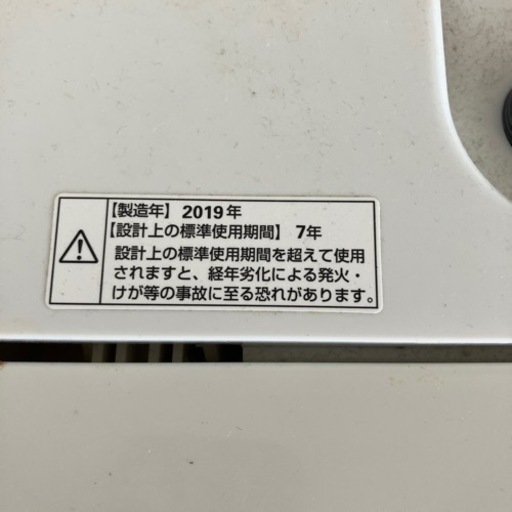 【製造年】2019年
【設計上の標準使用期間】7年
設計上の標準使用期間を超えて使用
されますと、経年劣化による発火・
けが等の事故に至る恐れがあります。